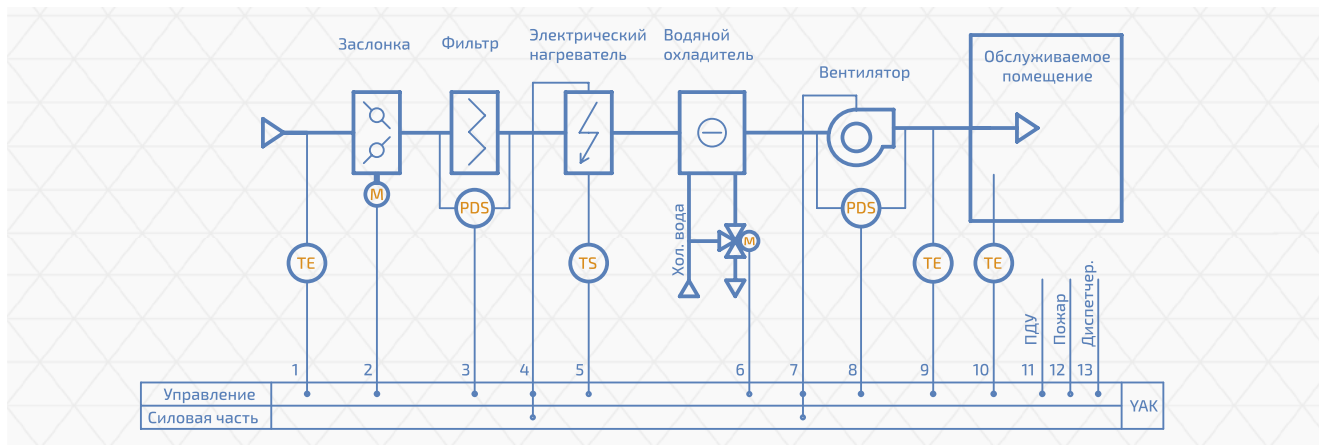 Заслонка
Фильтр
Электрический
нагреватель
Водяной
охладитель
Вентилятор
Обслуживаемое
помещение
M
PDS
TE
TS
Хол. вода
M
PDS
TE
TE
ПДУ
Пожар
Диспетчер.
1 2 3 4 5 6 7 8 9 10 11 12 13
Управление
Силовая часть
YAK